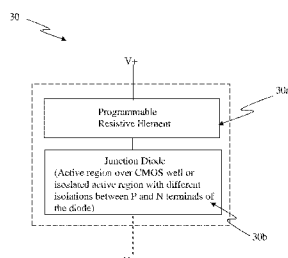 30
V+
30a
Programmable
Resistive Element
Junction Diode
(Active region over CMOS well or
isoslated active region with different
isolations between P and N terminals of
the diode)
30b